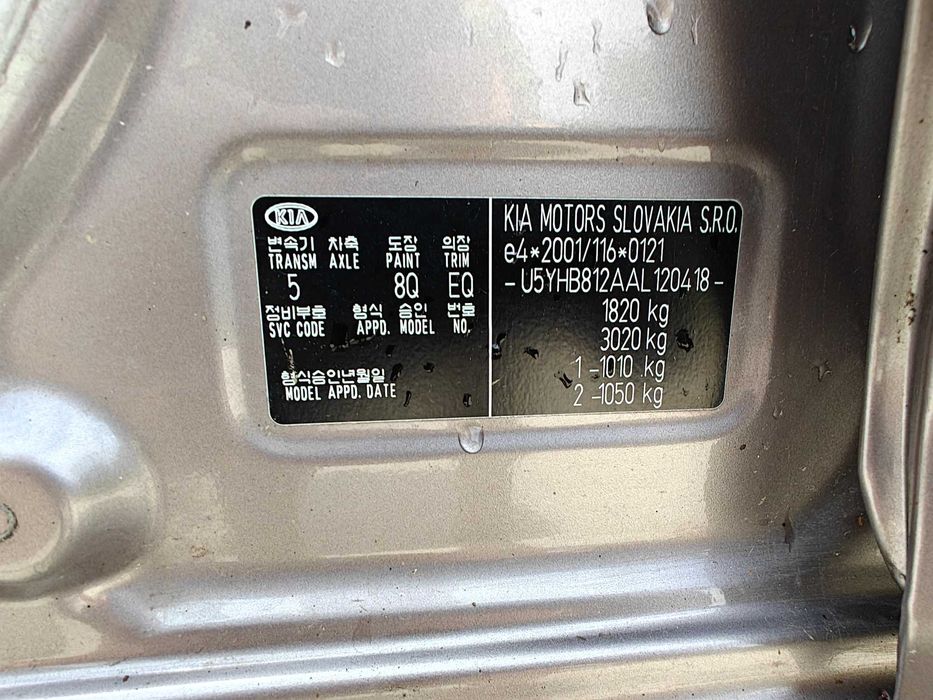 KIA
변속기 차축 도장 의장
TRANSM AXLE PAINT TRIM
5 8Q EQ
정비부호 형식 승인 번호
SVC CODE APPD. MODEL NO.
형식승인년월일
MODEL APPD. DATE
KIA MOTORS SLOVAKIA S.R.O.
e4*2001/116*0121
-U5YHB812AAL120418-
1820 kg
3020 kg
1 -1010 kg
2 -1050 kg